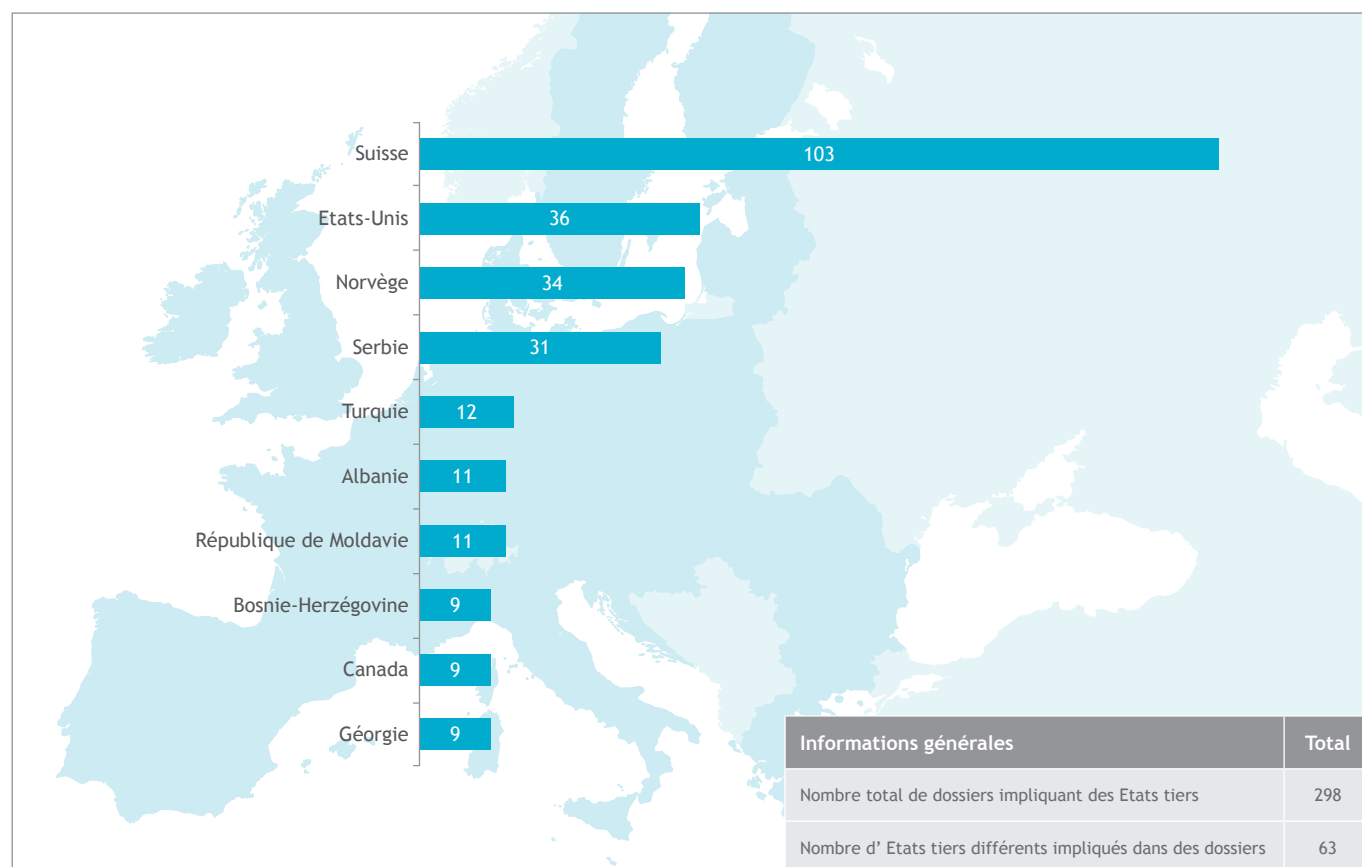 Suisse 103
Etats-Unis 36
Norvège 34
Serbie 31
Turquie 12
Albanie 11
République de Moldavie 11
Bosnie-Herzégovine 9
Canada 9
Géorgie 9
Informations générales Total
Nombre total de dossiers impliquant des Etats tiers 298
Nombre d' Etats tiers différents impliqués dans des dossiers 63